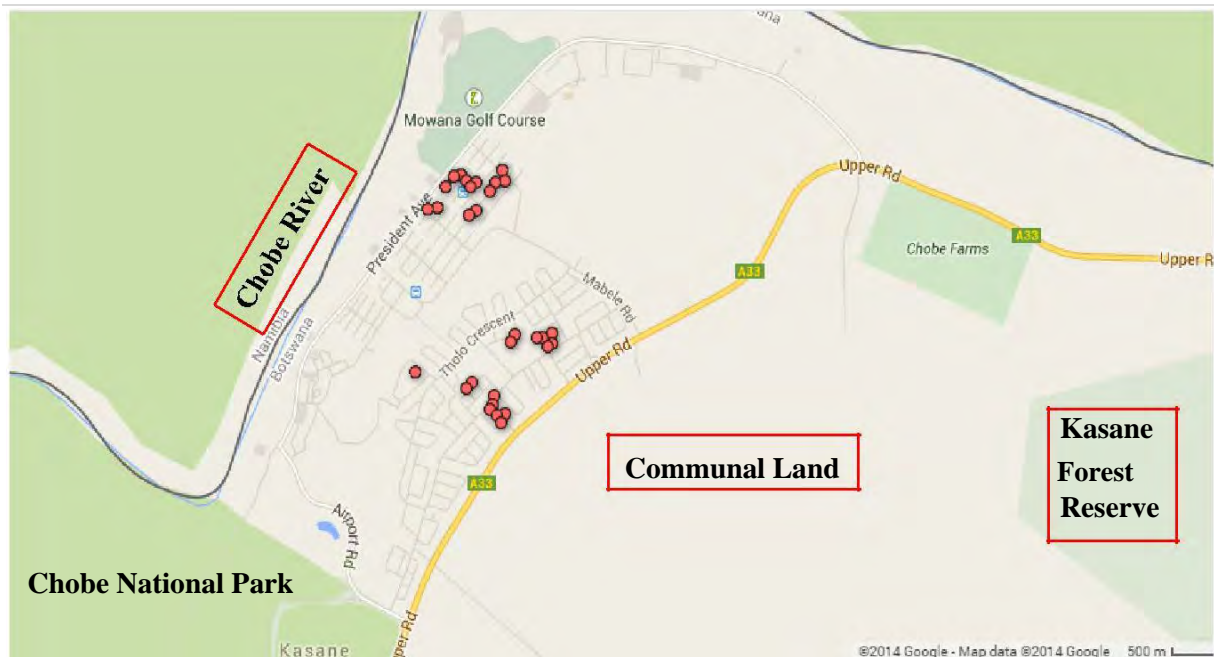 ana
Mowana Golf Course
Chobe River
President Ave
Upper Rd
Chobe Farms
A33
Upper R
A33
Mabele Rd
Namibia
Botswana
Tholo Crescent
Upper Rd
Kasane
Forest
Reserve
Communal Land
A33
Airport Rd
Chobe National Park
Kasane
per Rd
©2014 Google - Map data ©2014 Google 500 m